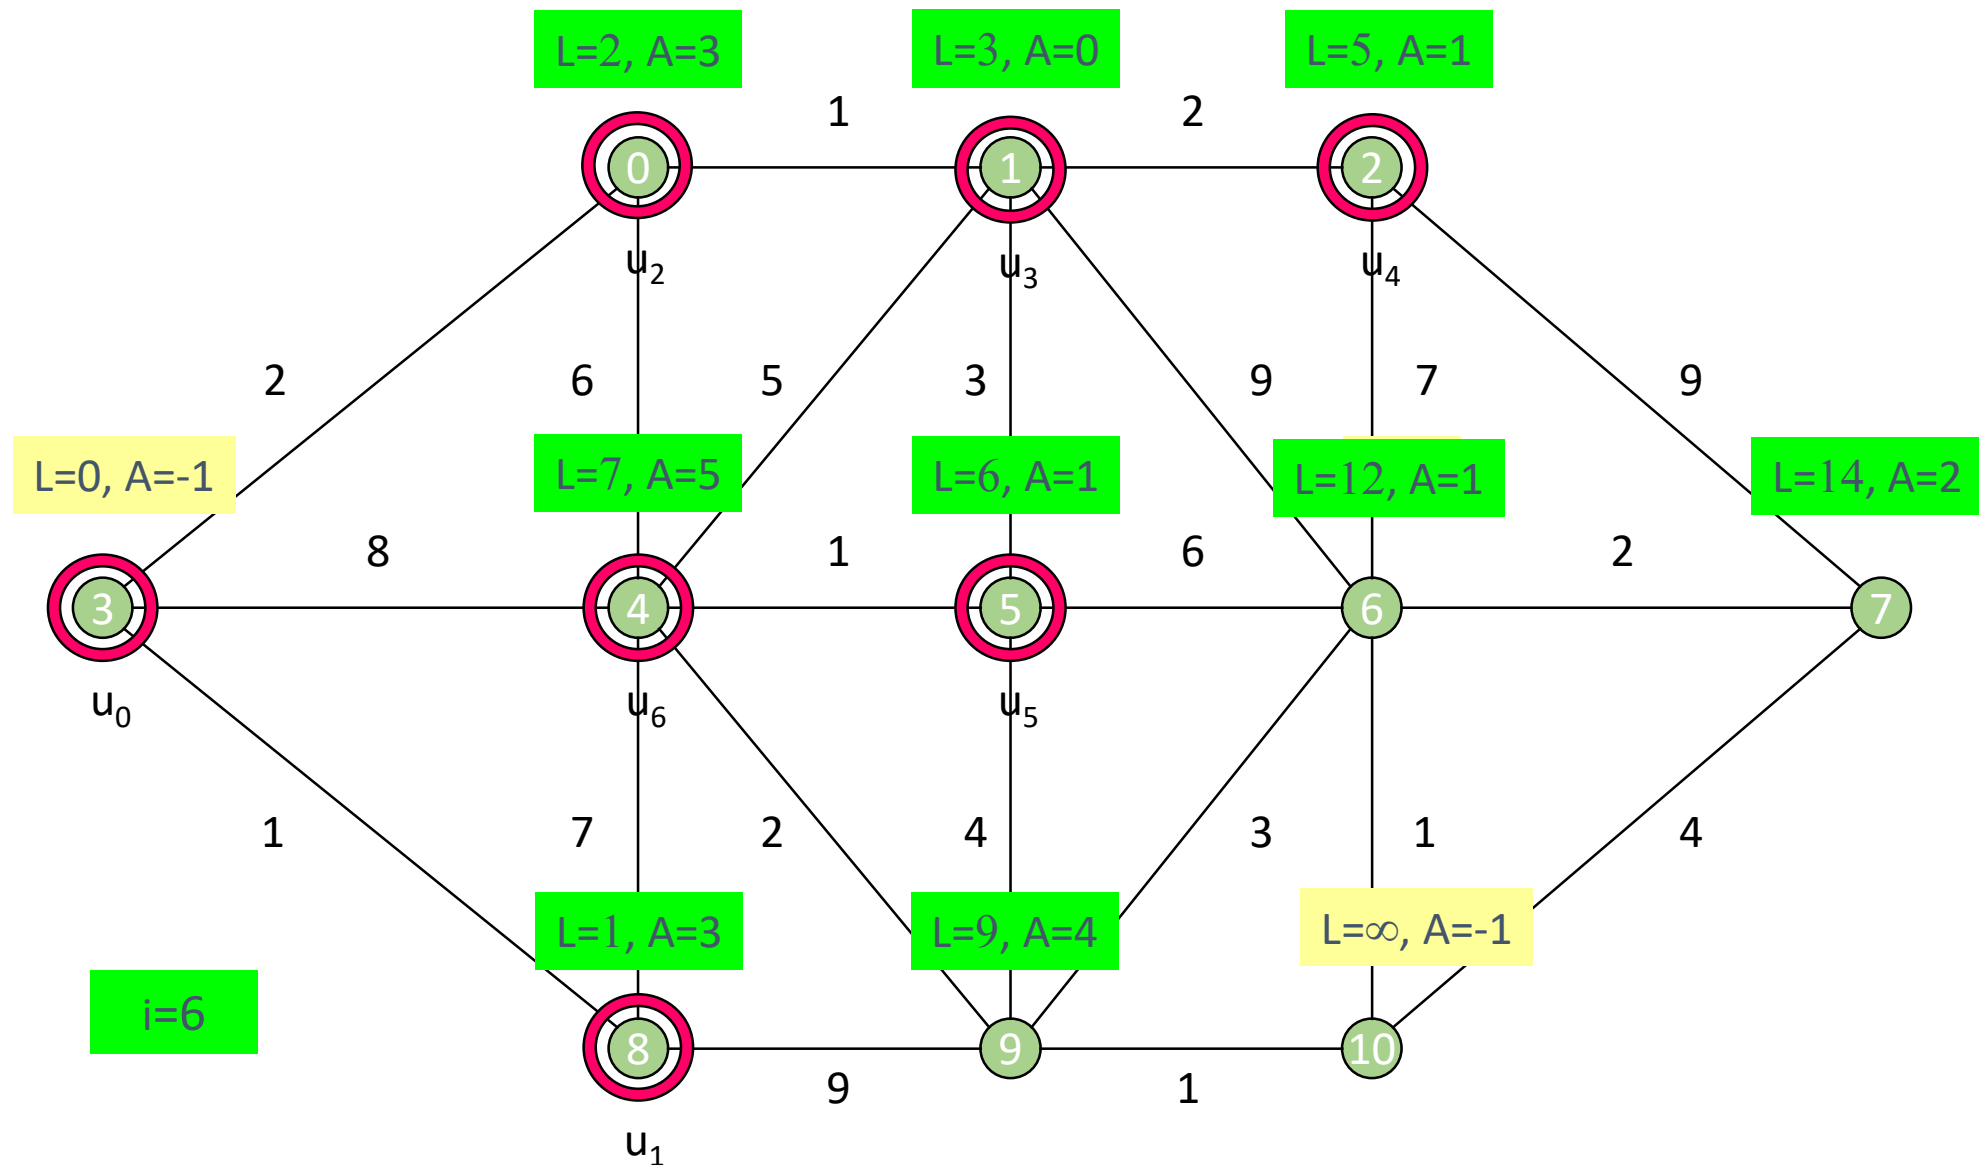 L=2, A=3
L=3, A=0
L=5, A=1
1
2
0
1
2
u2
u3
u4
2
6
5
3
9
7
9
L=0, A=-1
L=7, A=5
L=6, A=1
L=12, A=1
L=14, A=2
8
1
6
2
3
4
5
6
7
u0
u6
u5
1
7
2
4
3
1
4
L=1, A=3
L=9, A=4
L=∞, A=-1
i=6
8
9
10
9
1
u1